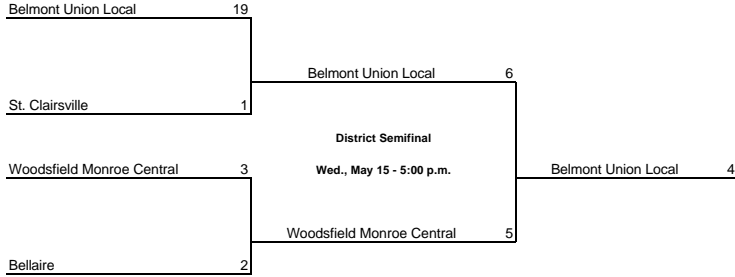 Belmont Union Local 19
Belmont Union Local 6
St. Clairsville 1
District Semifinal
Woodsfield Monroe Central 3
Wed., May 15 - 5:00 p.m.
Belmont Union Local 4
Woodsfield Monroe Central 5
Bellaire 2